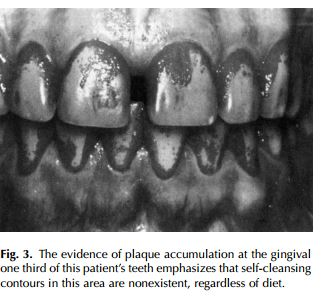 Fig. 3. The evidence of plaque accumulation at the gingival
one third of this patient's teeth emphasizes that self-cleansing
contours in this area are nonexistent, regardless of diet.